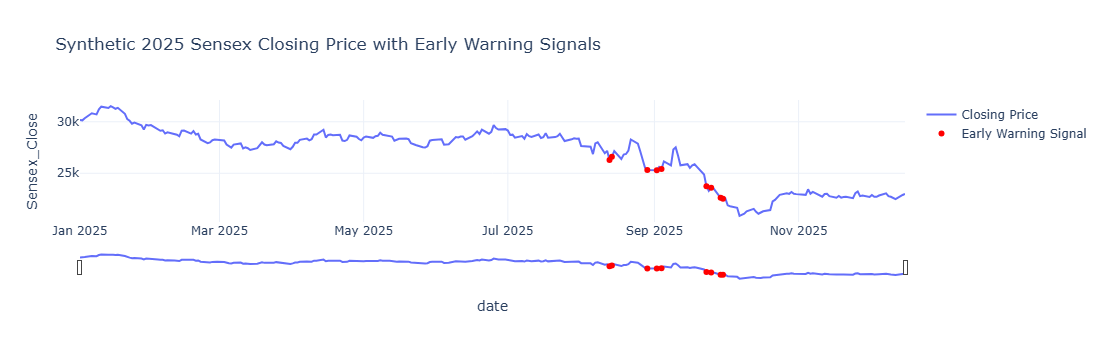 Synthetic 2025 Sensex Closing Price with Early Warning Signals
Sensex_Close
30k
25k
Jan 2025
Mar 2025
May 2025
Jul 2025
Sep 2025
Nov 2025
date
Closing Price
Early Warning Signal